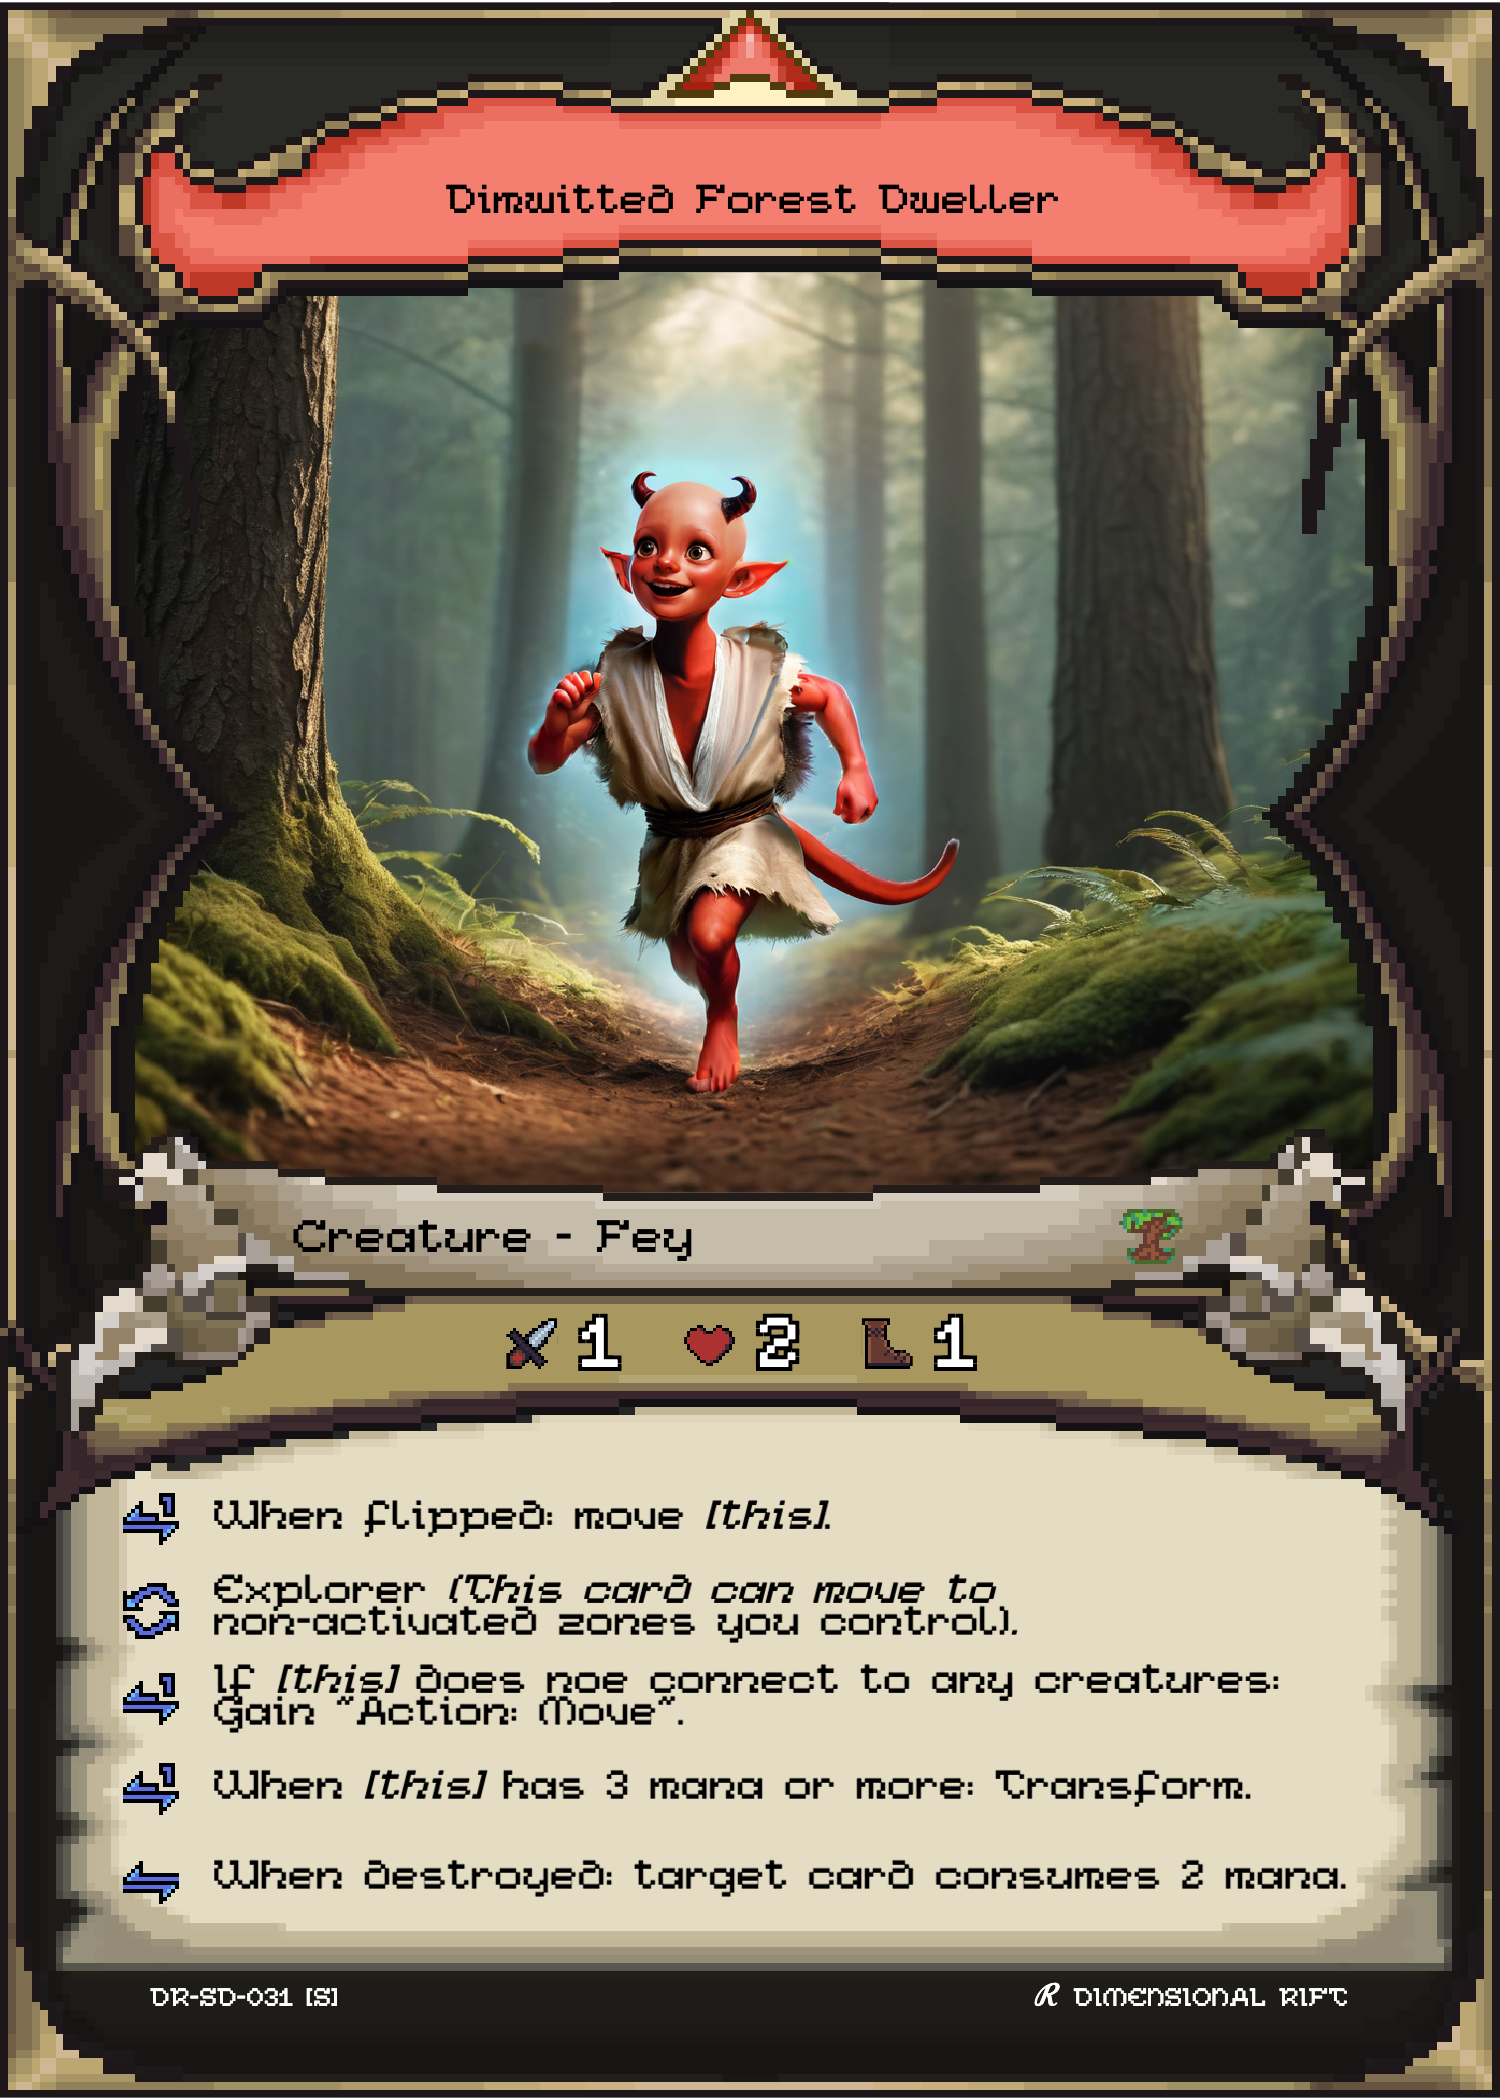 Dimwitted Forest Dweller
Creature - Fey
1 2 1
When flipped: move [this].
Explorer (This card can move to
non-activated zones you control).
If [this] does noe connect to any creatures:
Gain "Action: Move".
When [this] has 3 mana or more: Transform.
When destroyed: target card consumes 2 mana.
DR-SD-031 [S]
R DIMENSIONAL RIFT